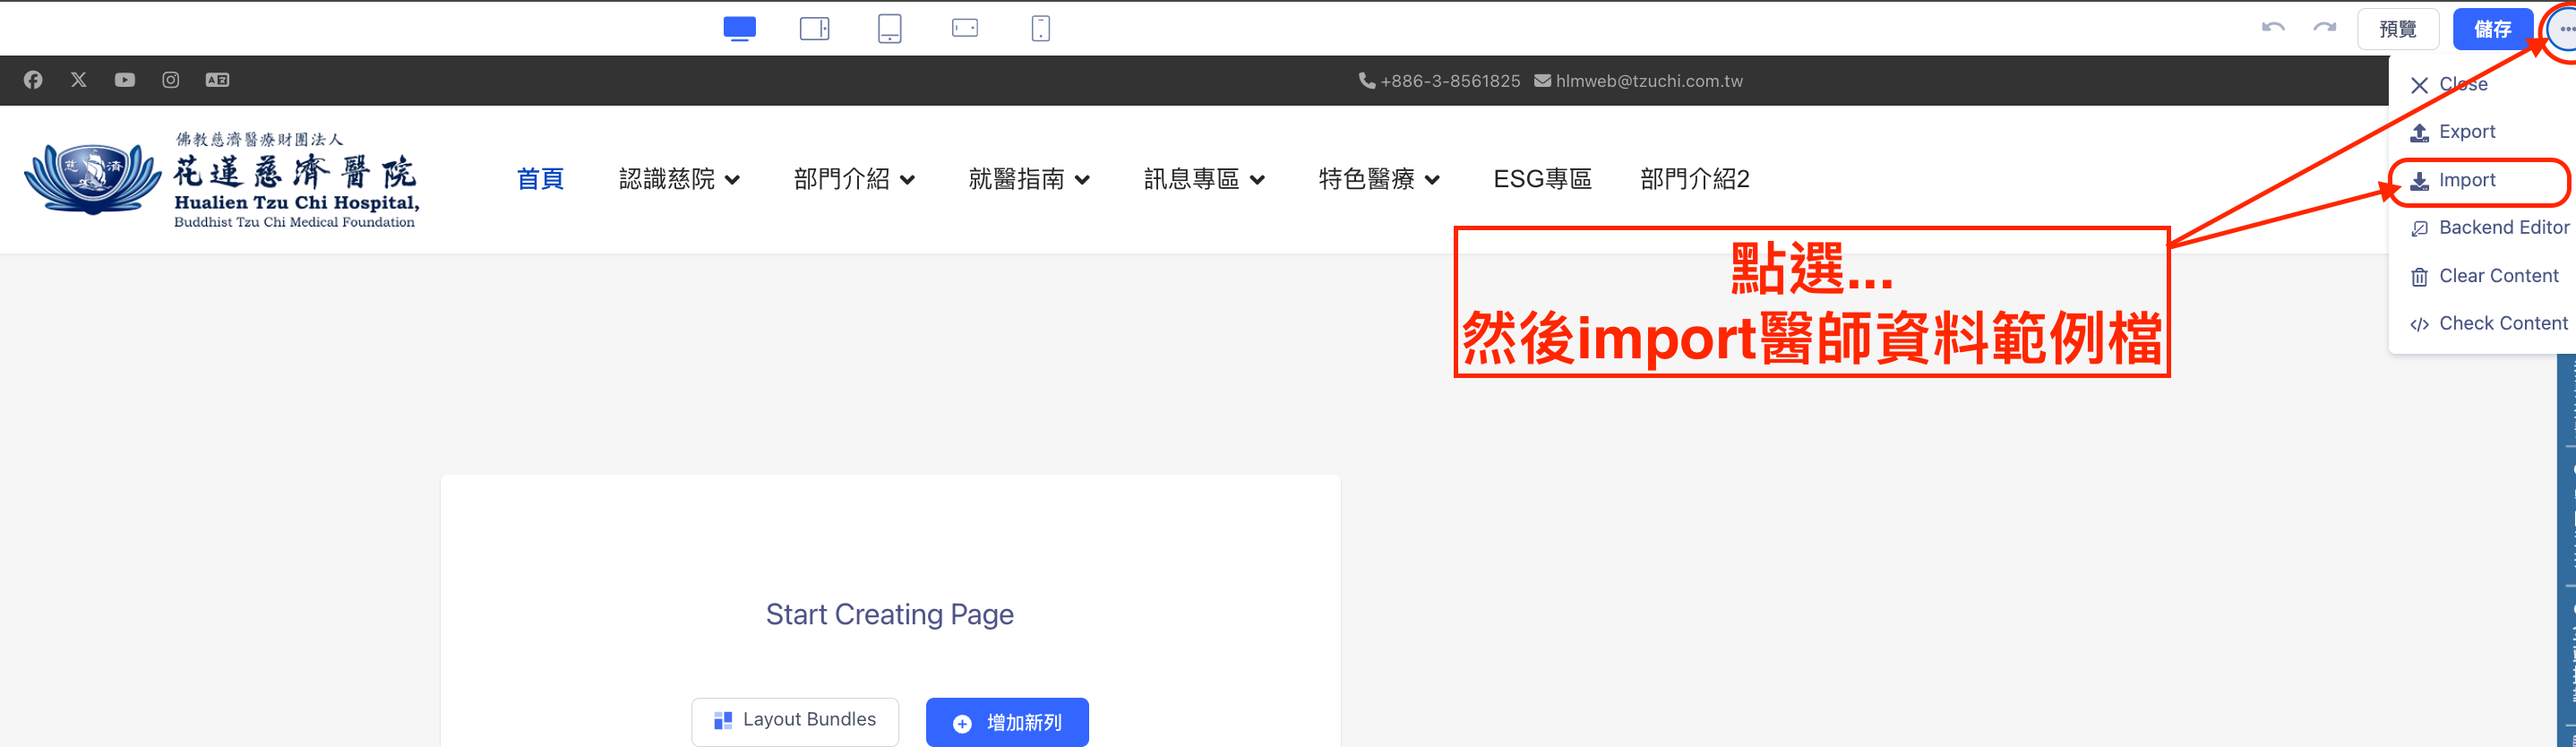 預覽
儲存
+886-3-8561825
hlmweb@tzuchi.com.tw
Close
Export
Import
Backend Editor
Clear Content
Check Content
慈濟
佛教慈濟醫療財團法人
花蓮慈濟醫院
Hualien Tzu Chi Hospital,
Buddhist Tzu Chi Medical Foundation
首頁
認識慈院
部門介紹
就醫指南
訊息專區
特色醫療
ESG專區
部門介紹2
點選...
然後import醫師資料範例檔
Start Creating Page
Layout Bundles
增加新列